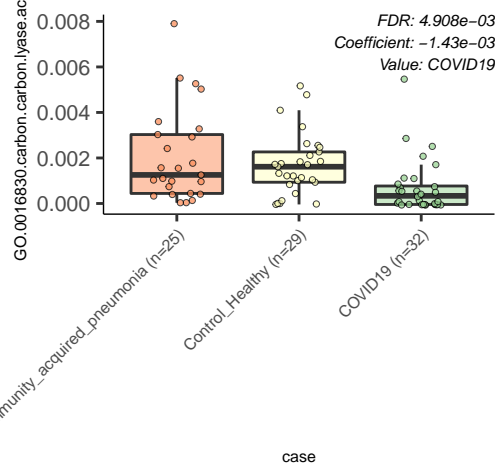 FDR: 4.908e−03
Coefficient: −1.43e−03
Value: COVID19
GO.0016830.carbon.carbon.lyase.ac
0.008
0.006
0.004
0.002
0.000
munity_acquired_pneumonia (n=25)
Control_Healthy (n=29)
COVID19 (n=32)
case